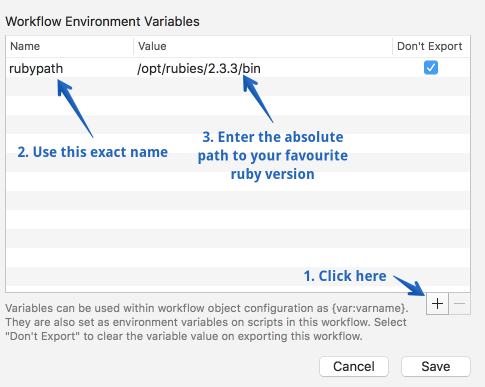 Workflow Environment Variables
Name Value Don't Export
rubypath /opt/rubies/2.3.3/bin
2. Use this exact name
3. Enter the absolute
path to your favourite
ruby version
1. Click here
+ −
Variables can be used within workflow object configuration as {var:varname}.
They are also set as environment variables on scripts in this workflow. Select
"Don't Export" to clear the variable value on exporting this workflow.
Cancel Save